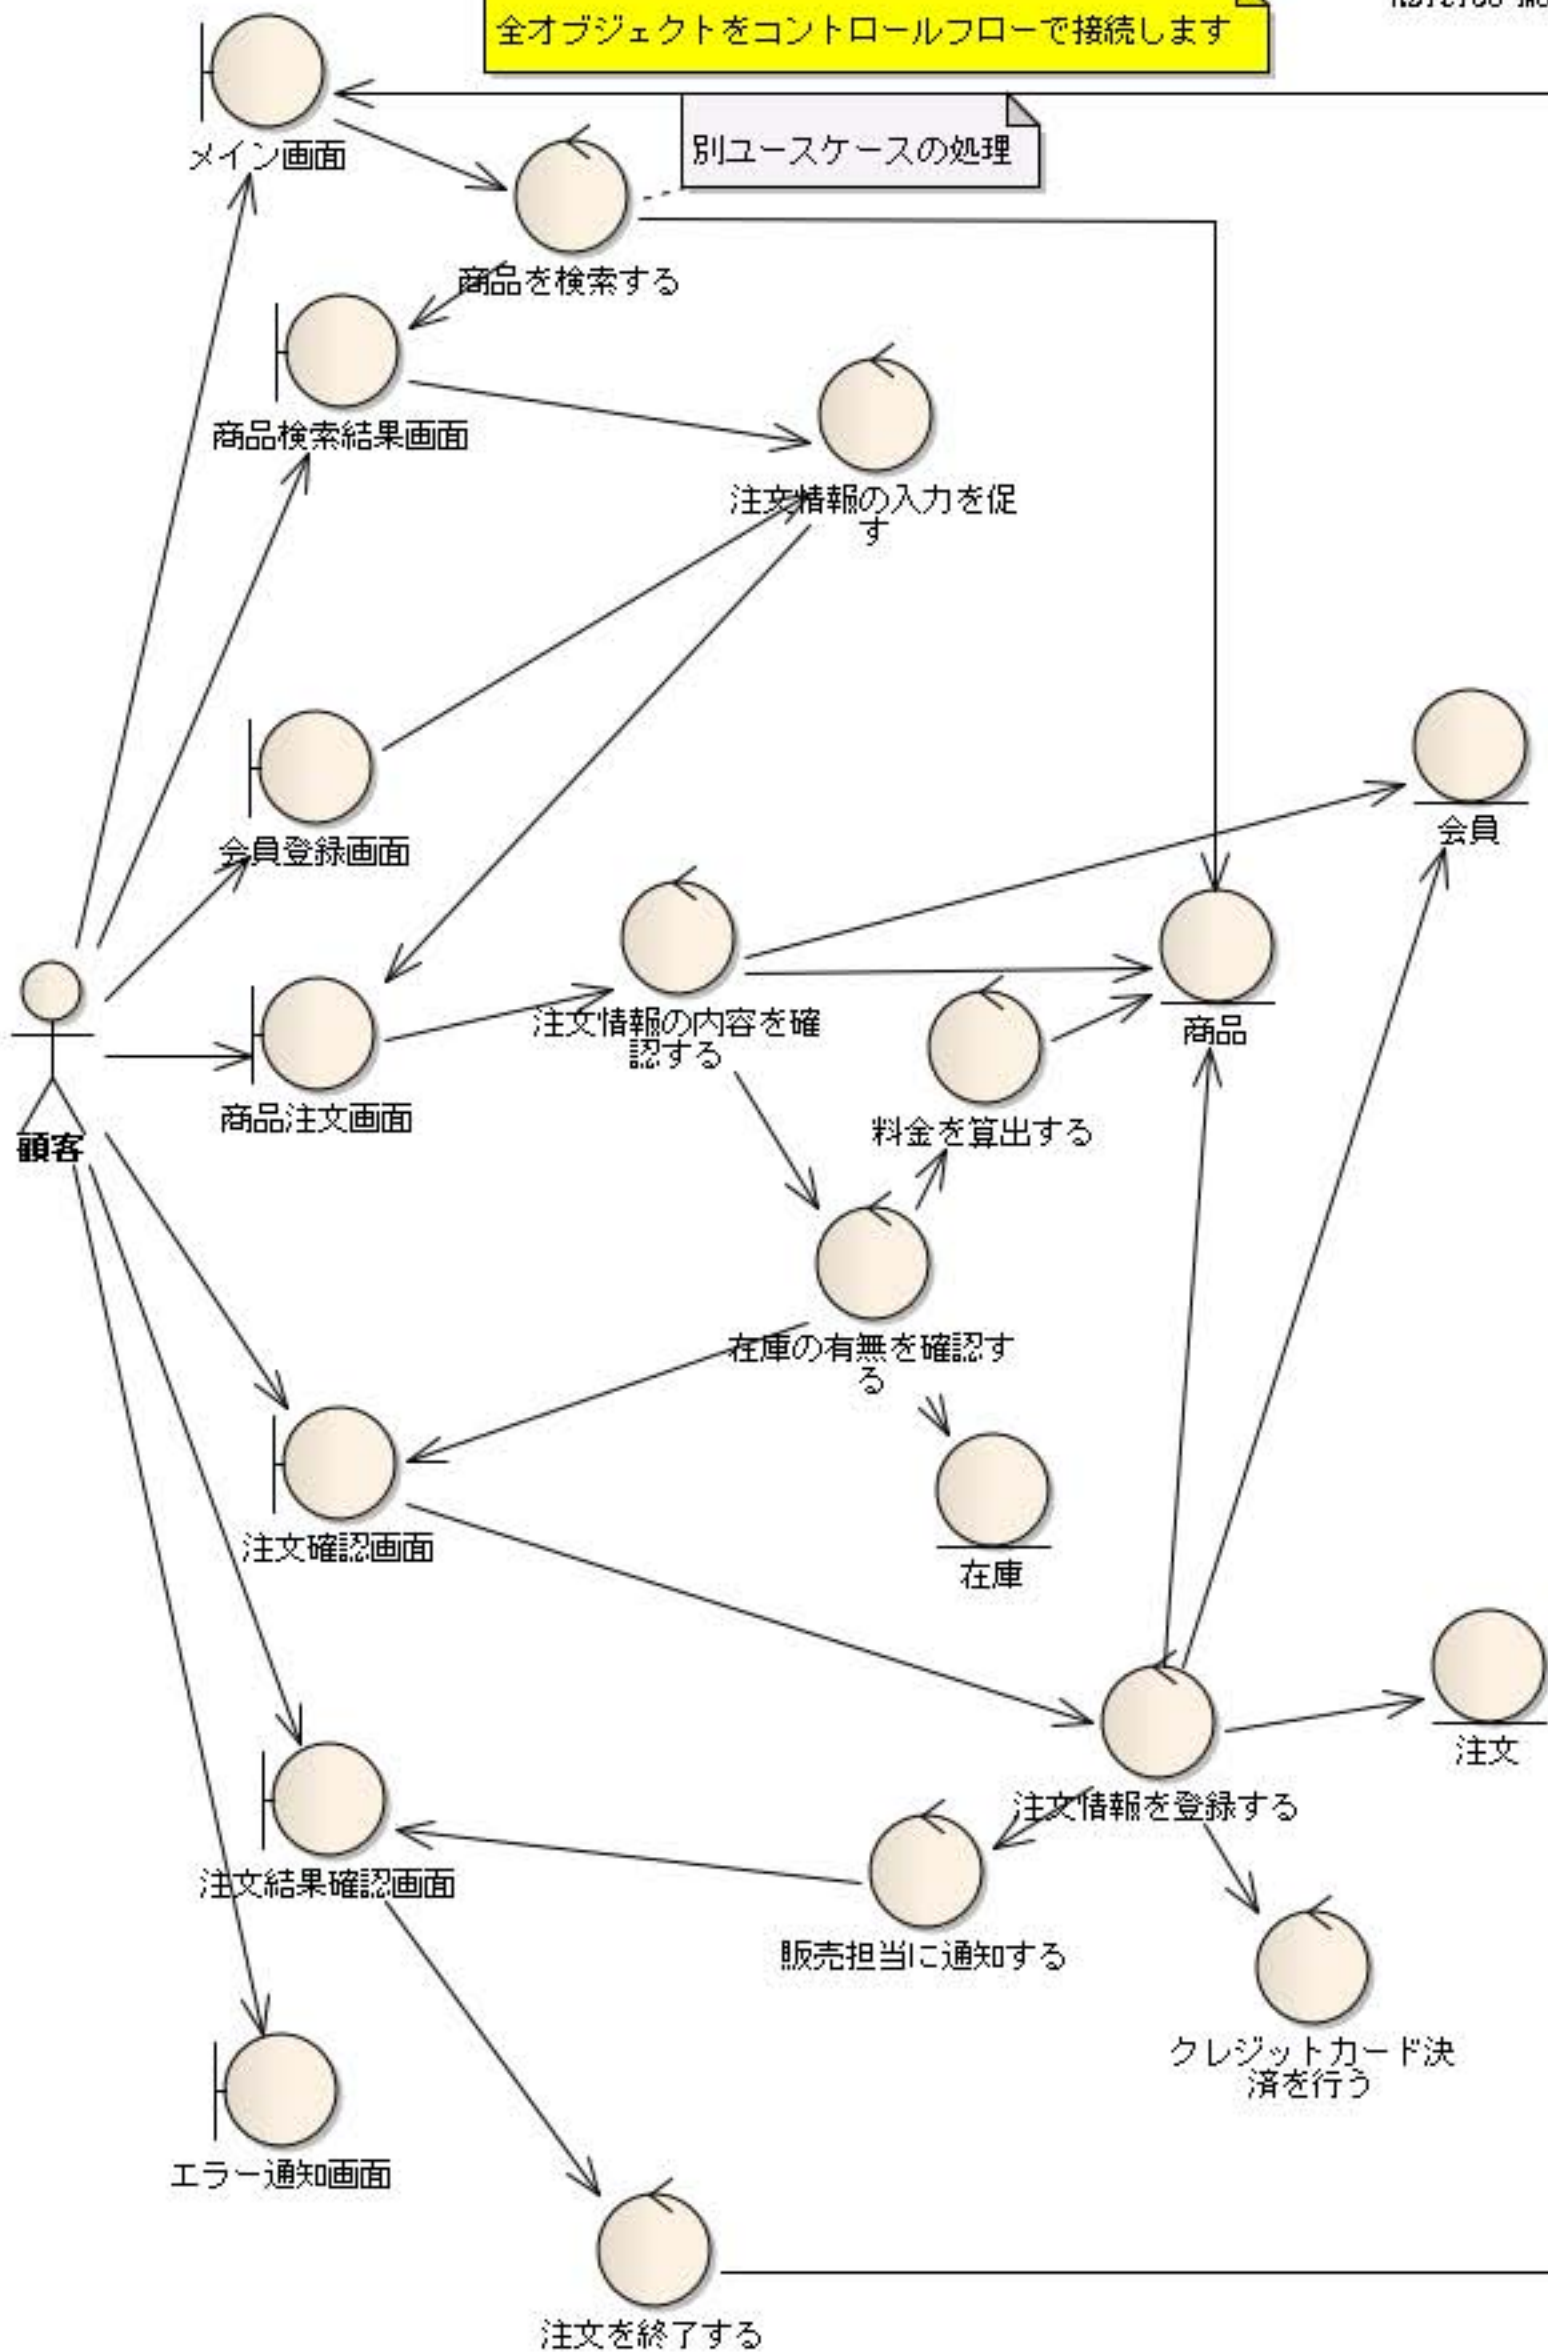 全オブジェクトをコントロールフローで接続します
メイン画面
別ユースケースの処理
商品を検索する
商品検索結果画面
注文情報の入力を促
す
会員登録画面
会員
注文情報の内容を確
認する
商品
商品注文画面
料金を算出する
顧客
在庫の有無を確認す
る
注文確認画面
在庫
注文
注文情報を登録する
注文結果確認画面
販売担当に通知する
クレジットカード決
済を行う
エラー通知画面
注文を終了する